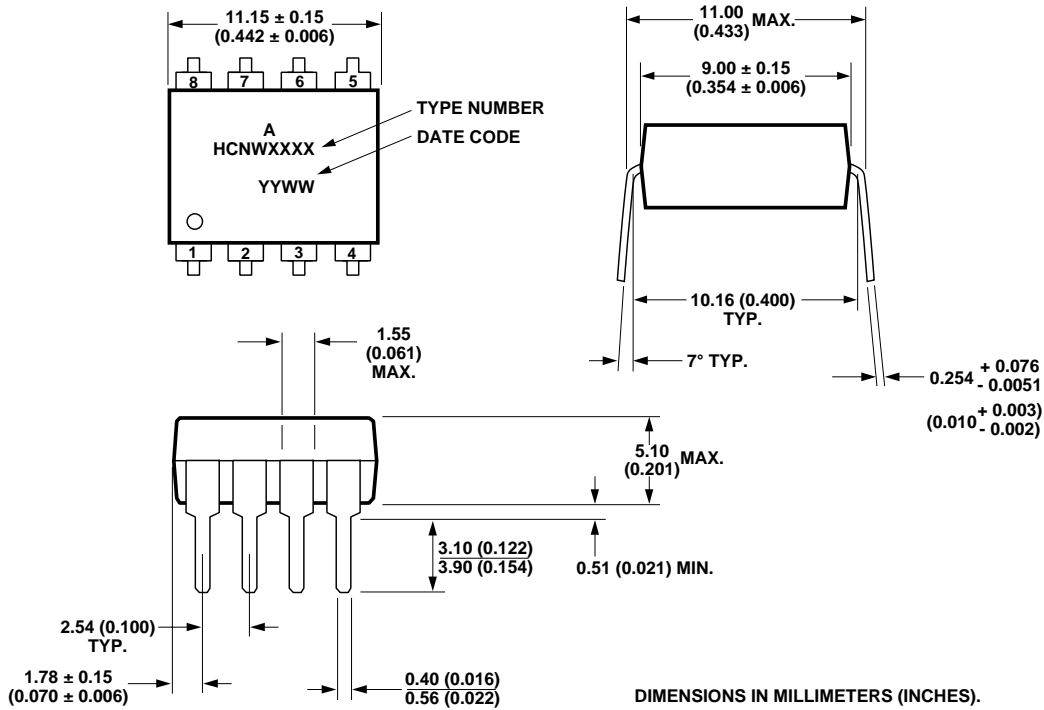 11.15 ± 0.15
(0.442 ± 0.006)
8 7 6 5
A
HCNWXXXX
YYWW
TYPE NUMBER
DATE CODE
1 2 3 4
11.00
(0.433)
MAX.
9.00 ± 0.15
(0.354 ± 0.006)
10.16 (0.400)
TYP.
7° TYP.
0.254 + 0.076
- 0.0051
(0.010 + 0.003)
- 0.002)
1.55
(0.061)
MAX.
5.10
(0.201)
MAX.
3.10 (0.122)
3.90 (0.154)
0.51 (0.021) MIN.
2.54 (0.100)
TYP.
1.78 ± 0.15
(0.070 ± 0.006)
0.40 (0.016)
0.56 (0.022)
DIMENSIONS IN MILLIMETERS (INCHES).